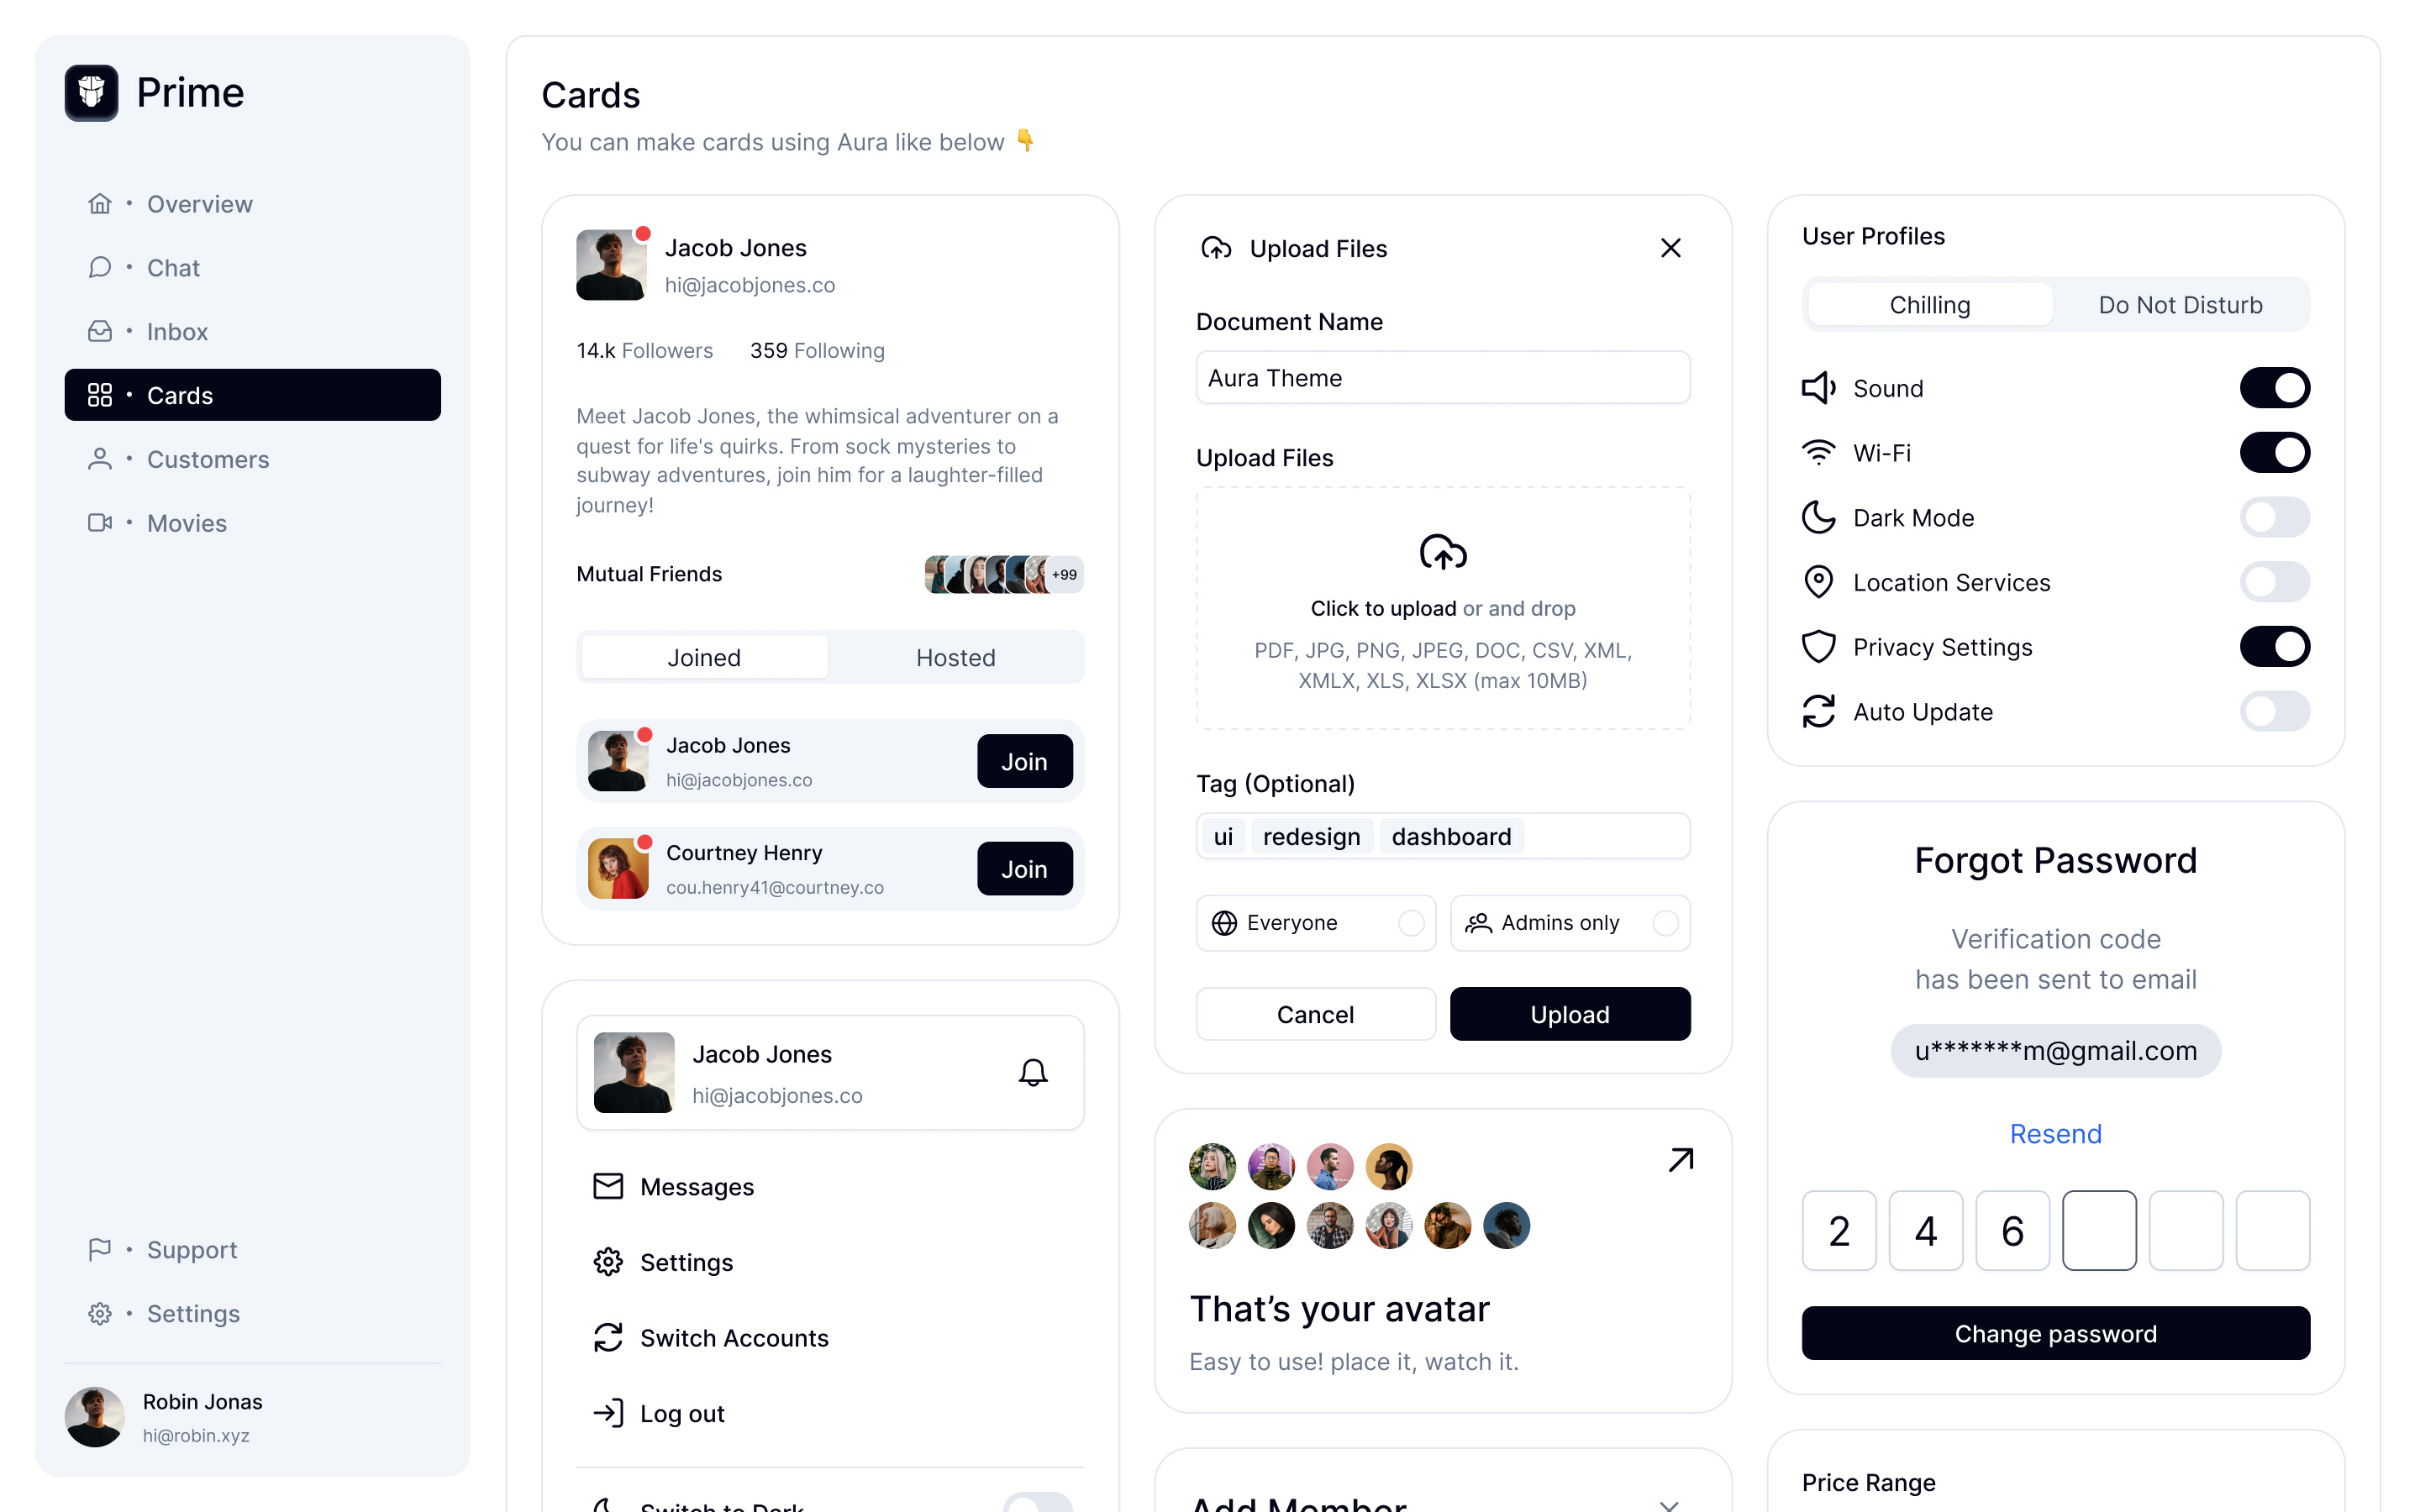 Prime
Overview
Chat
Inbox
Cards
Customers
Movies
Support
Settings
Robin Jonas
hi@robin.xyz
Cards
You can make cards using Aura like below 👇
Jacob Jones
hi@jacobjones.co
14.k Followers 359 Following
Meet Jacob Jones, the whimsical adventurer on a
quest for life's quirks. From sock mysteries to
subway adventures, join him for a laughter-filled
journey!
Mutual Friends
+99
Joined Hosted
Jacob Jones
hi@jacobjones.co
Join
Courtney Henry
cou.henry41@courtney.co
Join
Jacob Jones
hi@jacobjones.co
Messages
Settings
Switch Accounts
Log out
Switch to Dark
Upload Files
Document Name
Aura Theme
Upload Files
Click to upload or and drop
PDF, JPG, PNG, JPEG, DOC, CSV, XML,
XMLX, XLS, XLSX (max 10MB)
Tag (Optional)
ui redesign dashboard
Everyone Admins only
Cancel Upload
That’s your avatar
Easy to use! place it, watch it.
Add Member
User Profiles
Chilling Do Not Disturb
Sound
Wi-Fi
Dark Mode
Location Services
Privacy Settings
Auto Update
Forgot Password
Verification code
has been sent to email
u*******m@gmail.com
Resend
2 4 6
Change password
Price Range